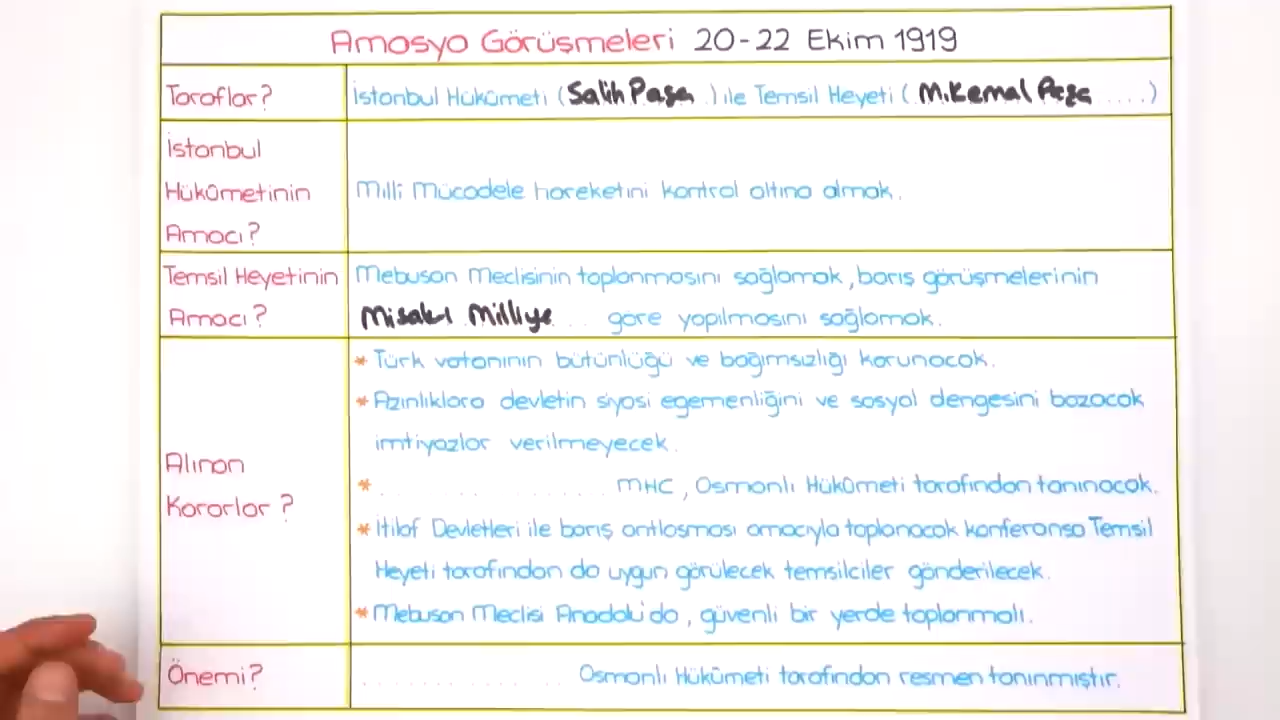 Amasya Görüşmeleri 20-22 Ekim 1919
Taraflar? İstanbul Hükûmeti (Salih Paşa .) ile Temsil Heyeti (M.Kemal Paşa ....)
İstanbul
Hükûmetinin
Amacı?
Milli Mücadele hareketini kontrol altına almak.
Temsil Heyetinin
Amacı?
Mebusan Meclisinin toplanmasını sağlamak, barış görüşmelerinin
Misakı Milliye ... göre yapılmasını sağlamak.
Alınan
Kararlar?
* Türk vatanının bütünlüğü ve bağımsızlığı korunacak.
* Azınlıklara devletin siyasi egemenliğini ve sosyal dengesini bozacak
imtiyazlar verilmeyecek.
* .................... MHC, Osmanlı Hükûmeti tarafından tanınacak.
* İtilaf Devletleri ile barış antlaşması amacıyla toplanacak konferansa Temsil
Heyeti tarafından da uygun görülecek temsilciler gönderilecek.
* Mebusan Meclisi Anadolu'da, güvenli bir yerde toplanmalı.
Önemi? .................... Osmanlı Hükûmeti tarafından resmen tanınmıştır.